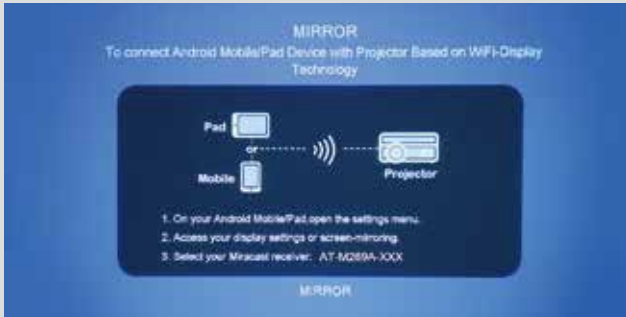 MIRROR
To connect Android Mobile/Pad Device with Projector Based on WiFi-Display
Technology
Pad
or
Mobile
Projector
1. On your Android Mobile/Pad,open the settings menu.
2. Access your display settings or screen-mirroring.
3. Select your Miracast receiver: AT-M269A-XXX
MIRROR